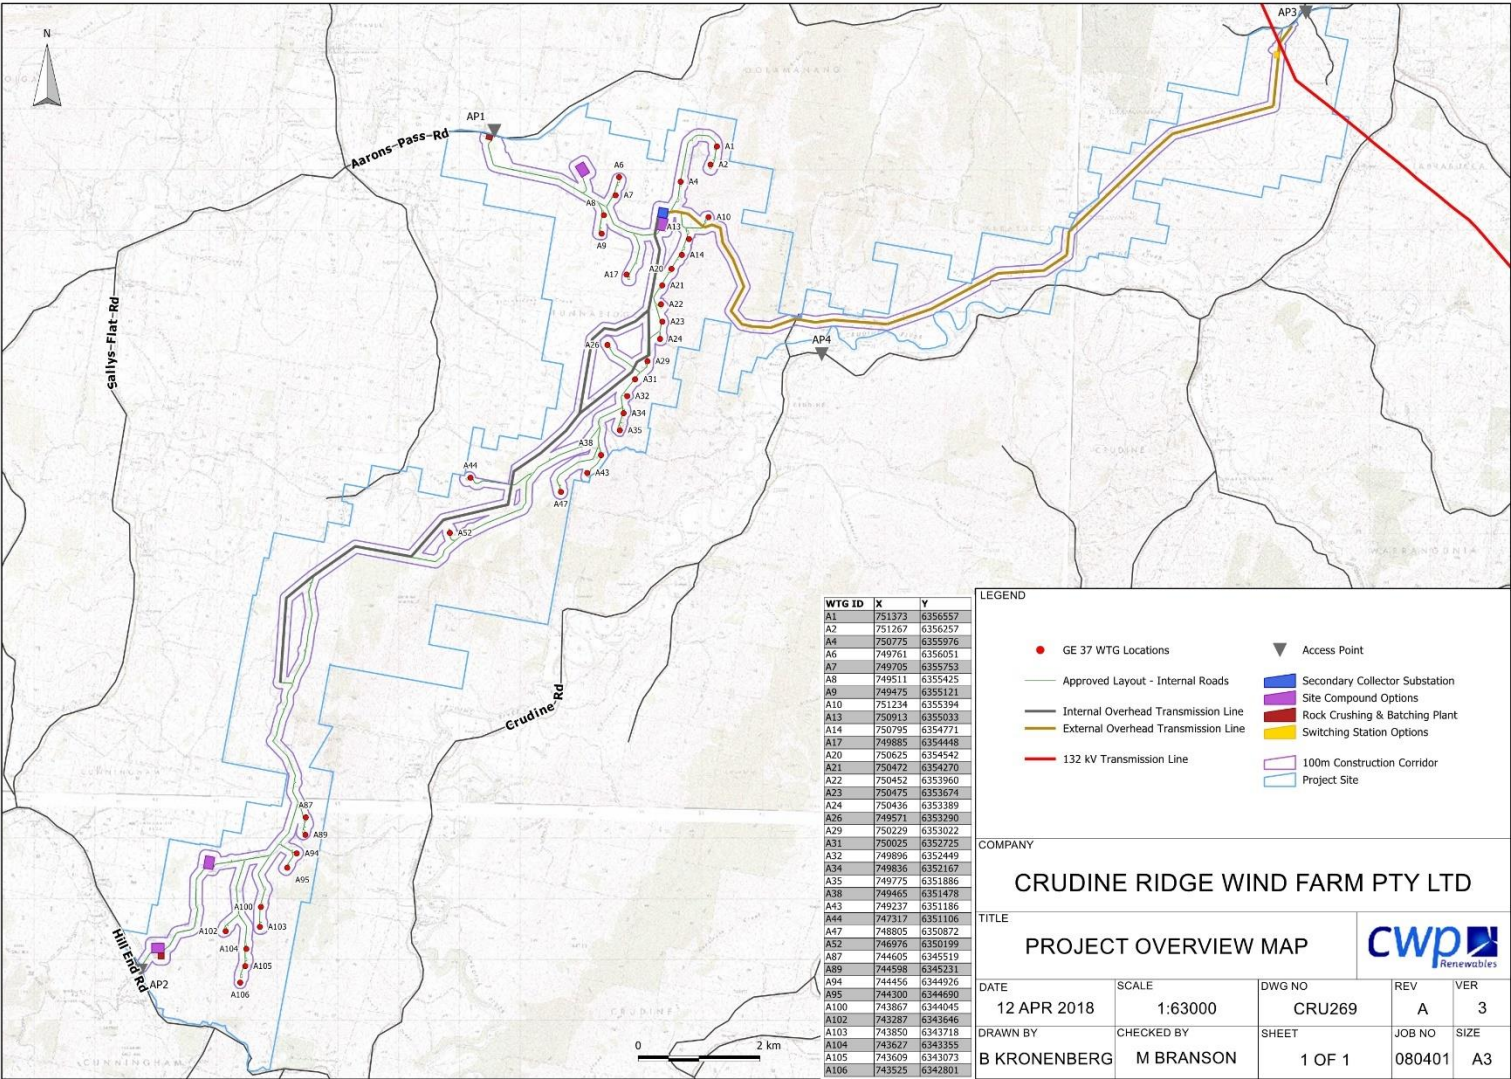 N
AP3
AP1
Aarons-Pass-Rd
A1
A2
A6
A4
A7
A8
A10
A13
A9
A14
A20
A17
A21
A22
A23
A24
A26
AP4
A29
A31
A32
A34
A35
A38
A44
A43
A47
A52
Sallys-Flat-Rd
Crudine-Rd
A87
A89
A94
A95
A100
A102
A103
A104
A105
A106
Hill End Rd
AP2
0 2 km
WTG ID X Y
A1 751373 6356557
A2 751267 6356257
A4 750775 6355976
A6 749761 6356051
A7 749705 6355753
A8 749511 6355425
A9 749475 6355121
A10 751234 6355394
A13 750913 6355033
A14 750795 6354771
A17 749885 6354448
A20 750625 6354542
A21 750472 6354270
A22 750452 6353960
A23 750475 6353674
A24 750436 6353389
A26 749571 6353290
A29 750229 6353022
A31 750025 6352725
A32 749896 6352449
A34 749836 6352167
A35 749775 6351886
A38 749465 6351478
A43 749237 6351186
A44 747317 6351106
A47 748805 6350872
A52 746976 6350199
A87 744605 6345519
A89 744598 6345231
A94 744456 6344926
A95 744300 6344690
A100 743867 6344045
A102 743287 6343646
A103 743850 6343718
A104 743627 6343355
A105 743609 6343073
A106 743525 6342801
LEGEND
GE 37 WTG Locations
Approved Layout - Internal Roads
Internal Overhead Transmission Line
External Overhead Transmission Line
132 kV Transmission Line
Access Point
Secondary Collector Substation
Site Compound Options
Rock Crushing & Batching Plant
Switching Station Options
100m Construction Corridor
Project Site
COMPANY
CRUDINE RIDGE WIND FARM PTY LTD
TITLE
PROJECT OVERVIEW MAP
CWP
Renewables
DATE SCALE DWG NO REV VER
12 APR 2018 1:63000 CRU269 A 3
DRAWN BY CHECKED BY SHEET JOB NO SIZE
B KRONENBERG M BRANSON 1 OF 1 080401 A3